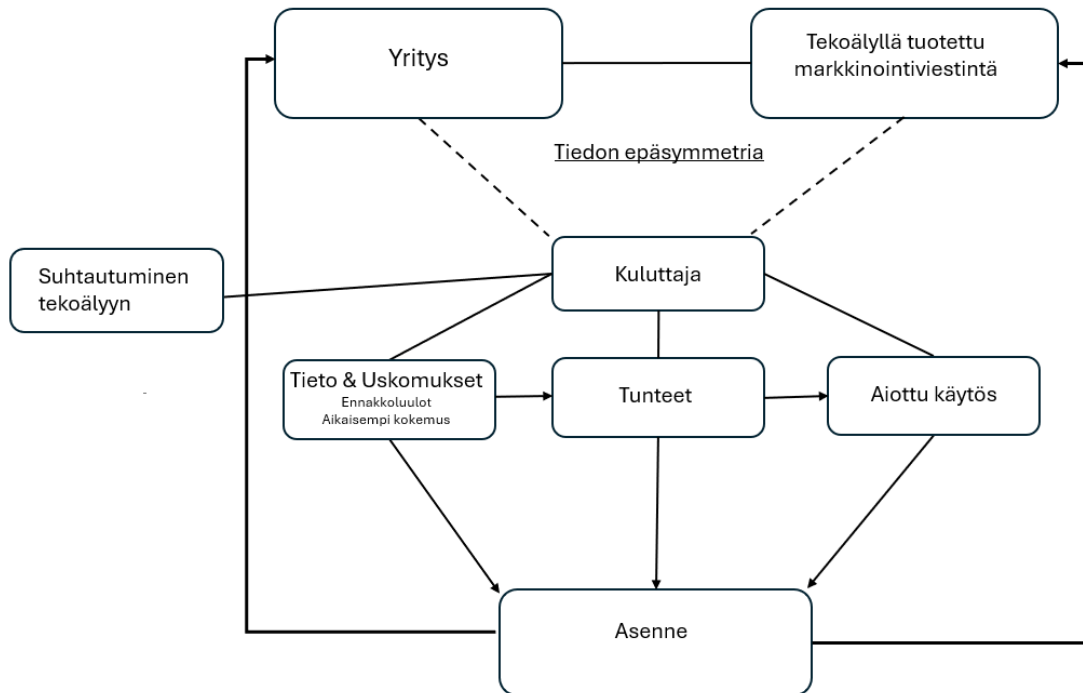 Yritys
Tekoälyllä tuotettu
markkinointiviestintä
Tiedon epäsymmetria
Suhtautuminen
tekoälyyn
Kuluttaja
Tieto & Uskomukset
Ennakkoluulot
Aikaisempi kokemus
Tunteet
Aiottu käytös
Asenne